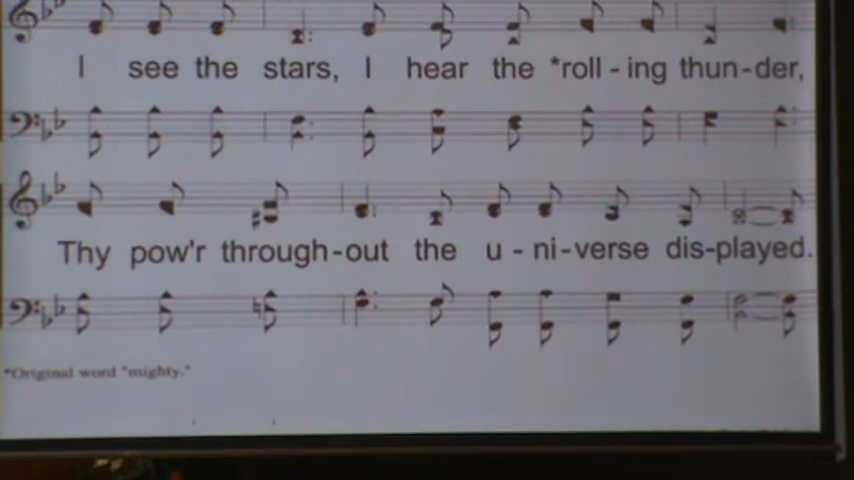 I see the stars, I hear the *roll - ing thun - der,
Thy pow'r through - out the u - ni - verse dis - played.
*Original word "mighty."